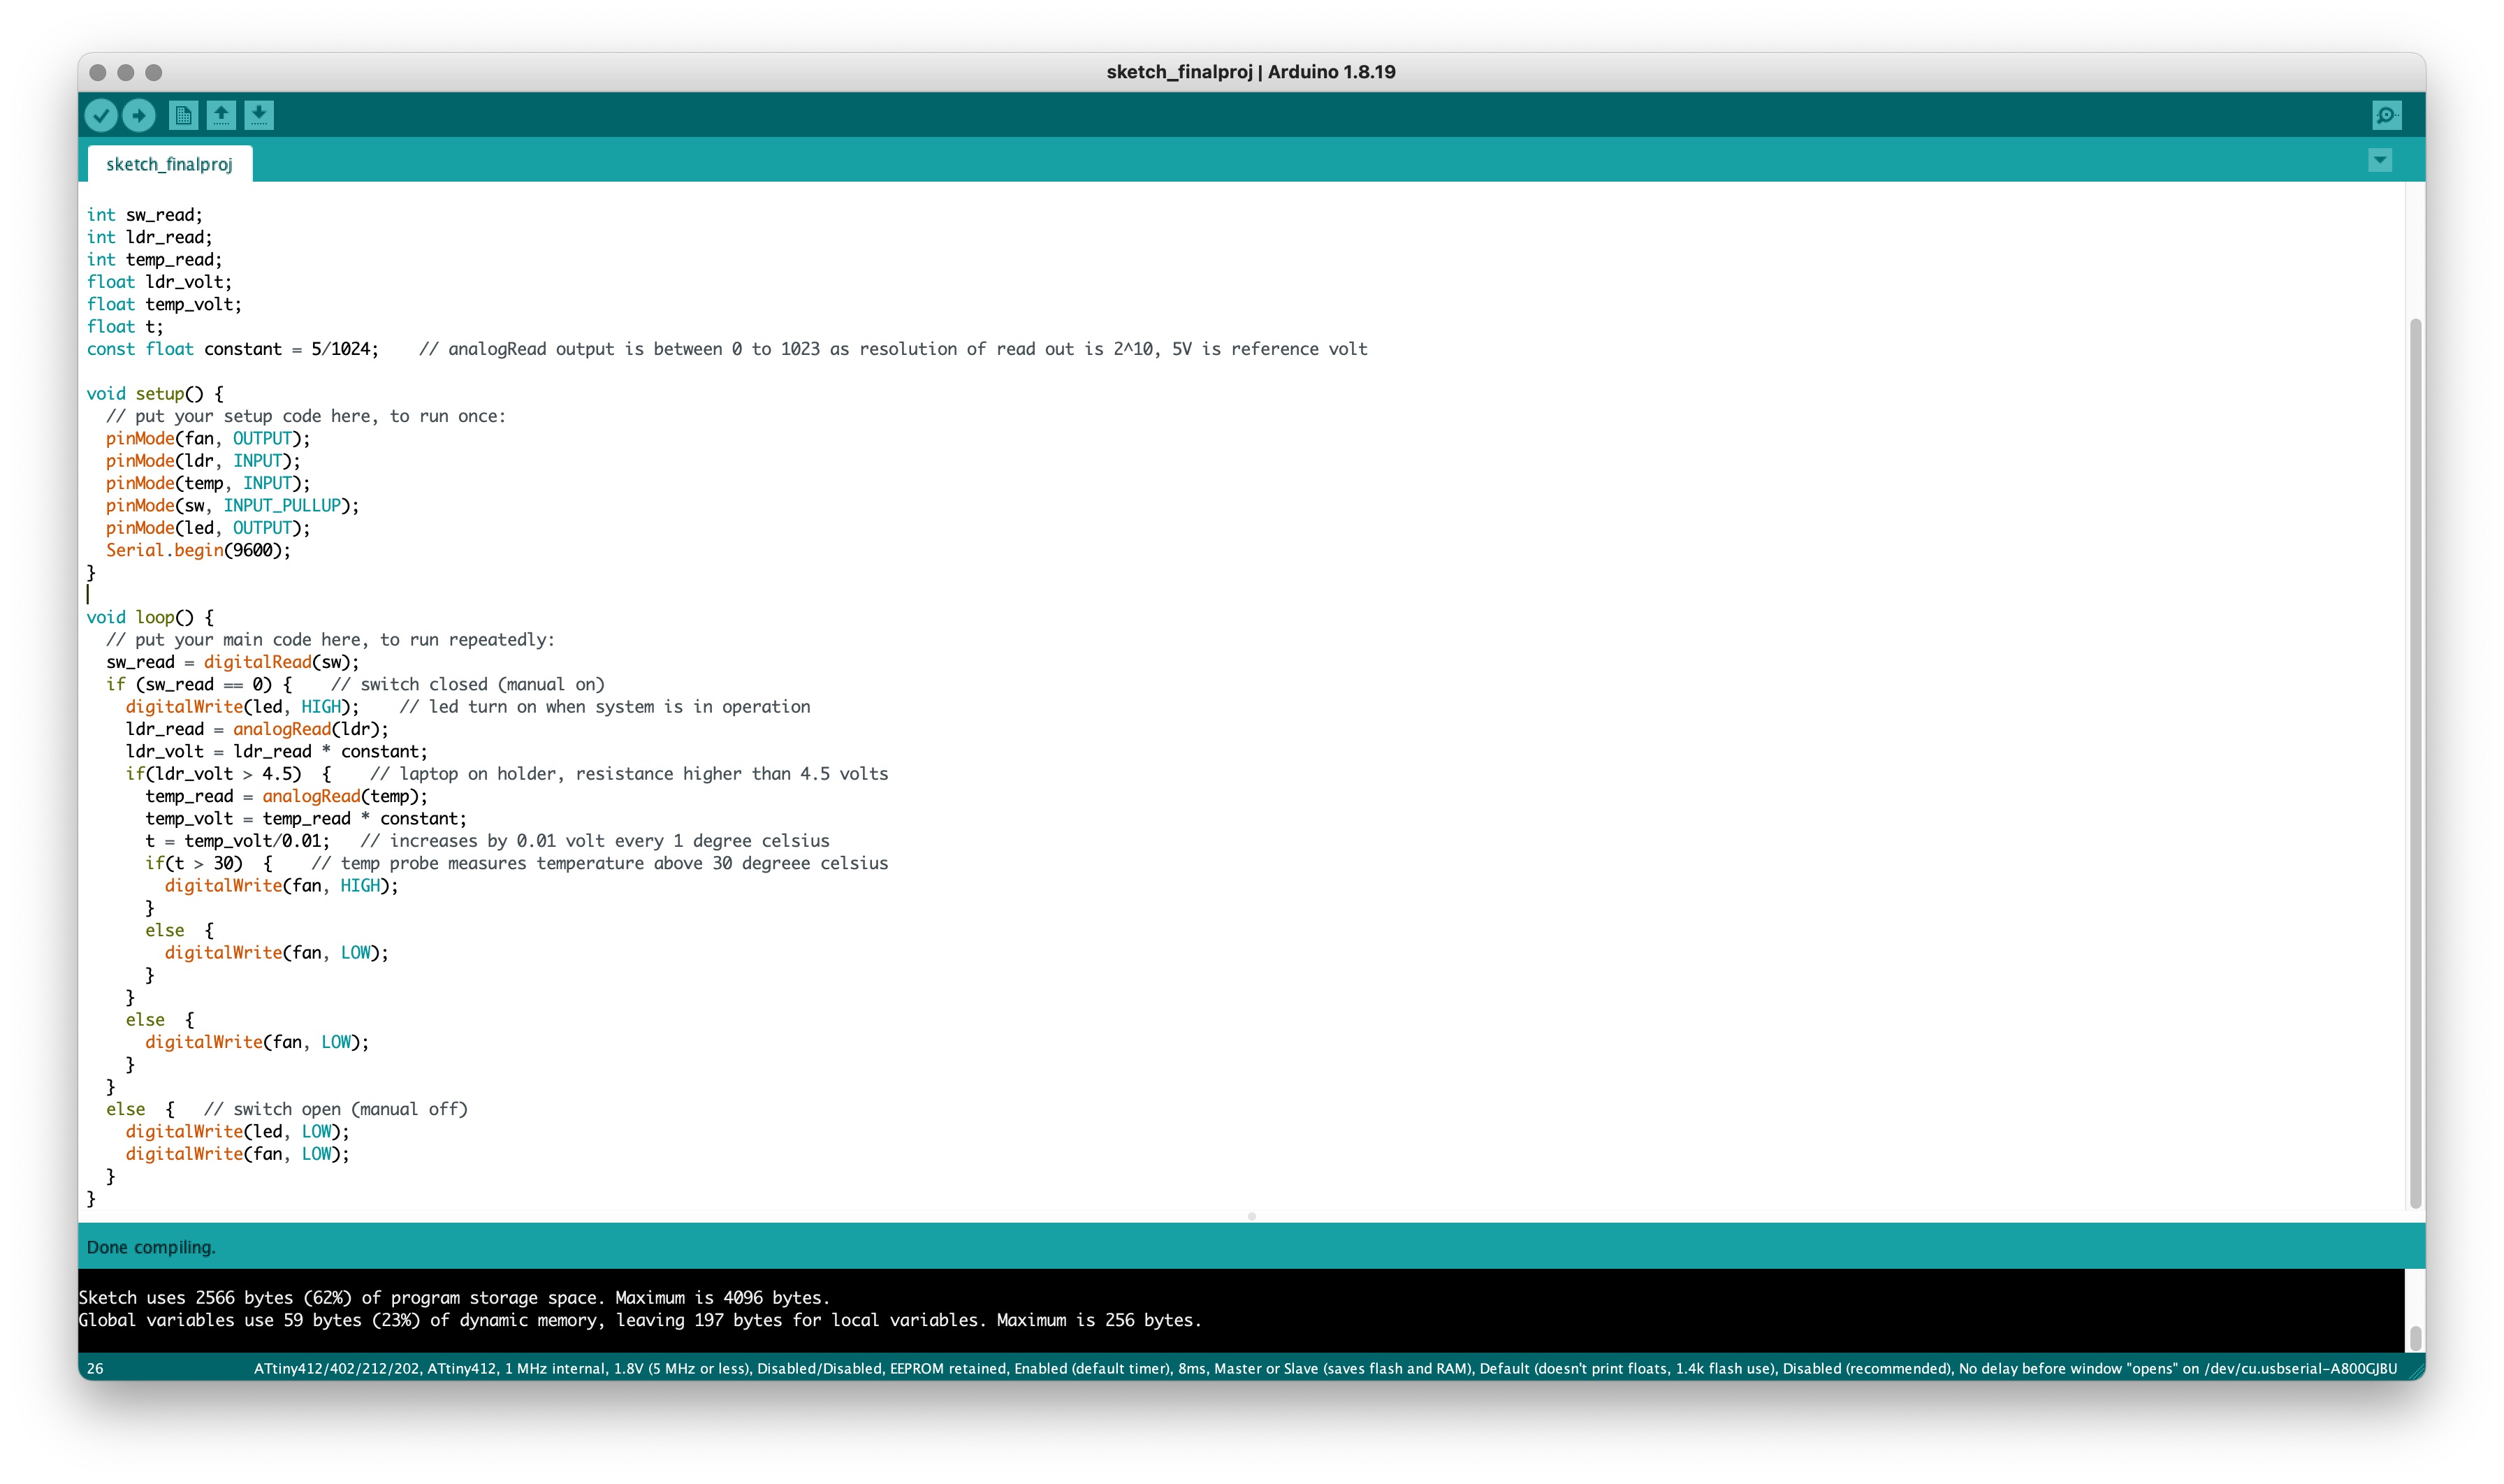 sketch_finalproj | Arduino 1.8.19
sketch_finalproj
int sw_read;
int ldr_read;
int temp_read;
float ldr_volt;
float temp_volt;
float t;
const float constant = 5/1024;    // analogRead output is between 0 to 1023 as resolution of read out is 2^10, 5V is reference volt
void setup() {
  // put your setup code here, to run once:
  pinMode(fan, OUTPUT);
  pinMode(ldr, INPUT);
  pinMode(temp, INPUT);
  pinMode(sw, INPUT_PULLUP);
  pinMode(led, OUTPUT);
  Serial.begin(9600);
}
void loop() {
  // put your main code here, to run repeatedly:
  sw_read = digitalRead(sw);
  if (sw_read == 0) {    // switch closed (manual on)
    digitalWrite(led, HIGH);    // led turn on when system is in operation
    ldr_read = analogRead(ldr);
    ldr_volt = ldr_read * constant;
    if(ldr_volt > 4.5)  {    // laptop on holder, resistance higher than 4.5 volts
      temp_read = analogRead(temp);
      temp_volt = temp_read * constant;
      t = temp_volt/0.01;   // increases by 0.01 volt every 1 degree celsius
      if(t > 30)  {    // temp probe measures temperature above 30 degreee celsius
        digitalWrite(fan, HIGH);
      }
      else  {
        digitalWrite(fan, LOW);
      }
    }
    else  {
      digitalWrite(fan, LOW);
    }
  }
  else  {   // switch open (manual off)
    digitalWrite(led, LOW);
    digitalWrite(fan, LOW);
  }
}
Done compiling.
Sketch uses 2566 bytes (62%) of program storage space. Maximum is 4096 bytes.
Global variables use 59 bytes (23%) of dynamic memory, leaving 197 bytes for local variables. Maximum is 256 bytes.
26 ATtiny412/402/212/202, ATtiny412, 1 MHz internal, 1.8V (5 MHz or less), Disabled/Disabled, EEPROM retained, Enabled (default timer), 8ms, Master or Slave (saves flash and RAM), Default (doesn't print floats, 1.4k flash use), Disabled (recommended), No delay before window "opens" on /dev/cu.usbserial-A800GJBU